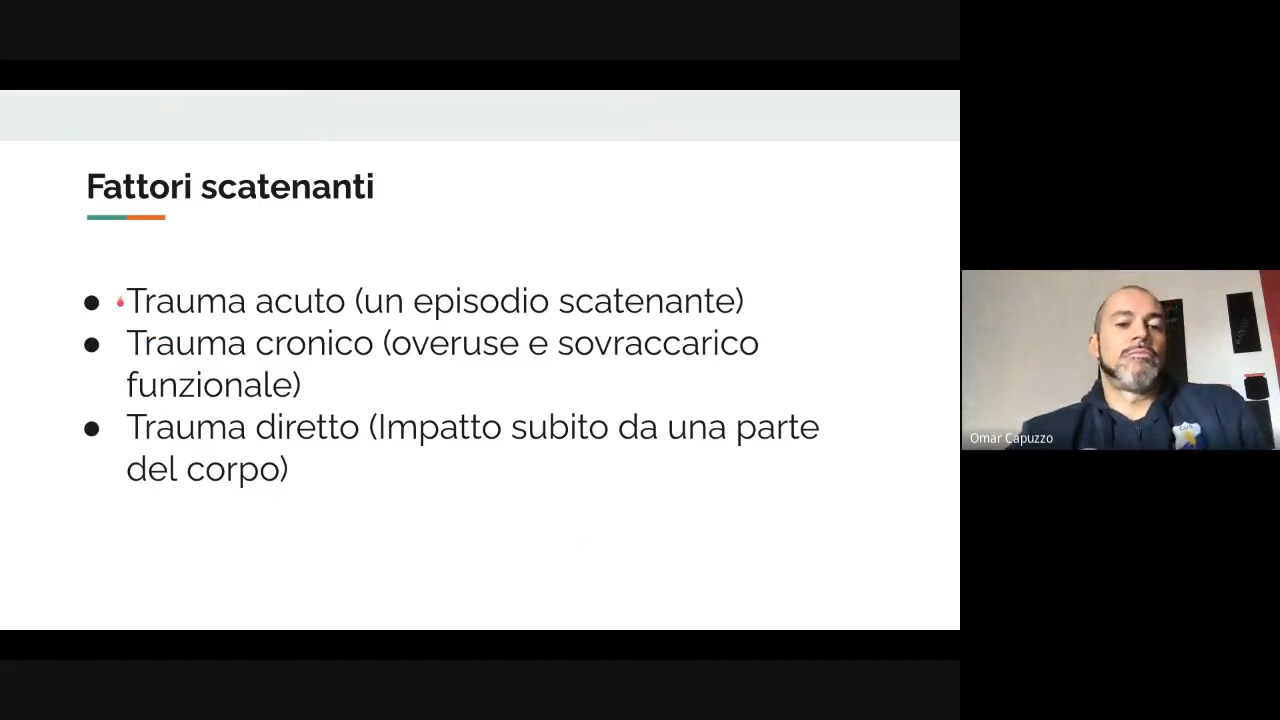 Fattori scatenanti
● Trauma acuto (un episodio scatenante)
● Trauma cronico (overuse e sovraccarico
funzionale)
● Trauma diretto (Impatto subito da una parte
del corpo)
Omar Capuzzo